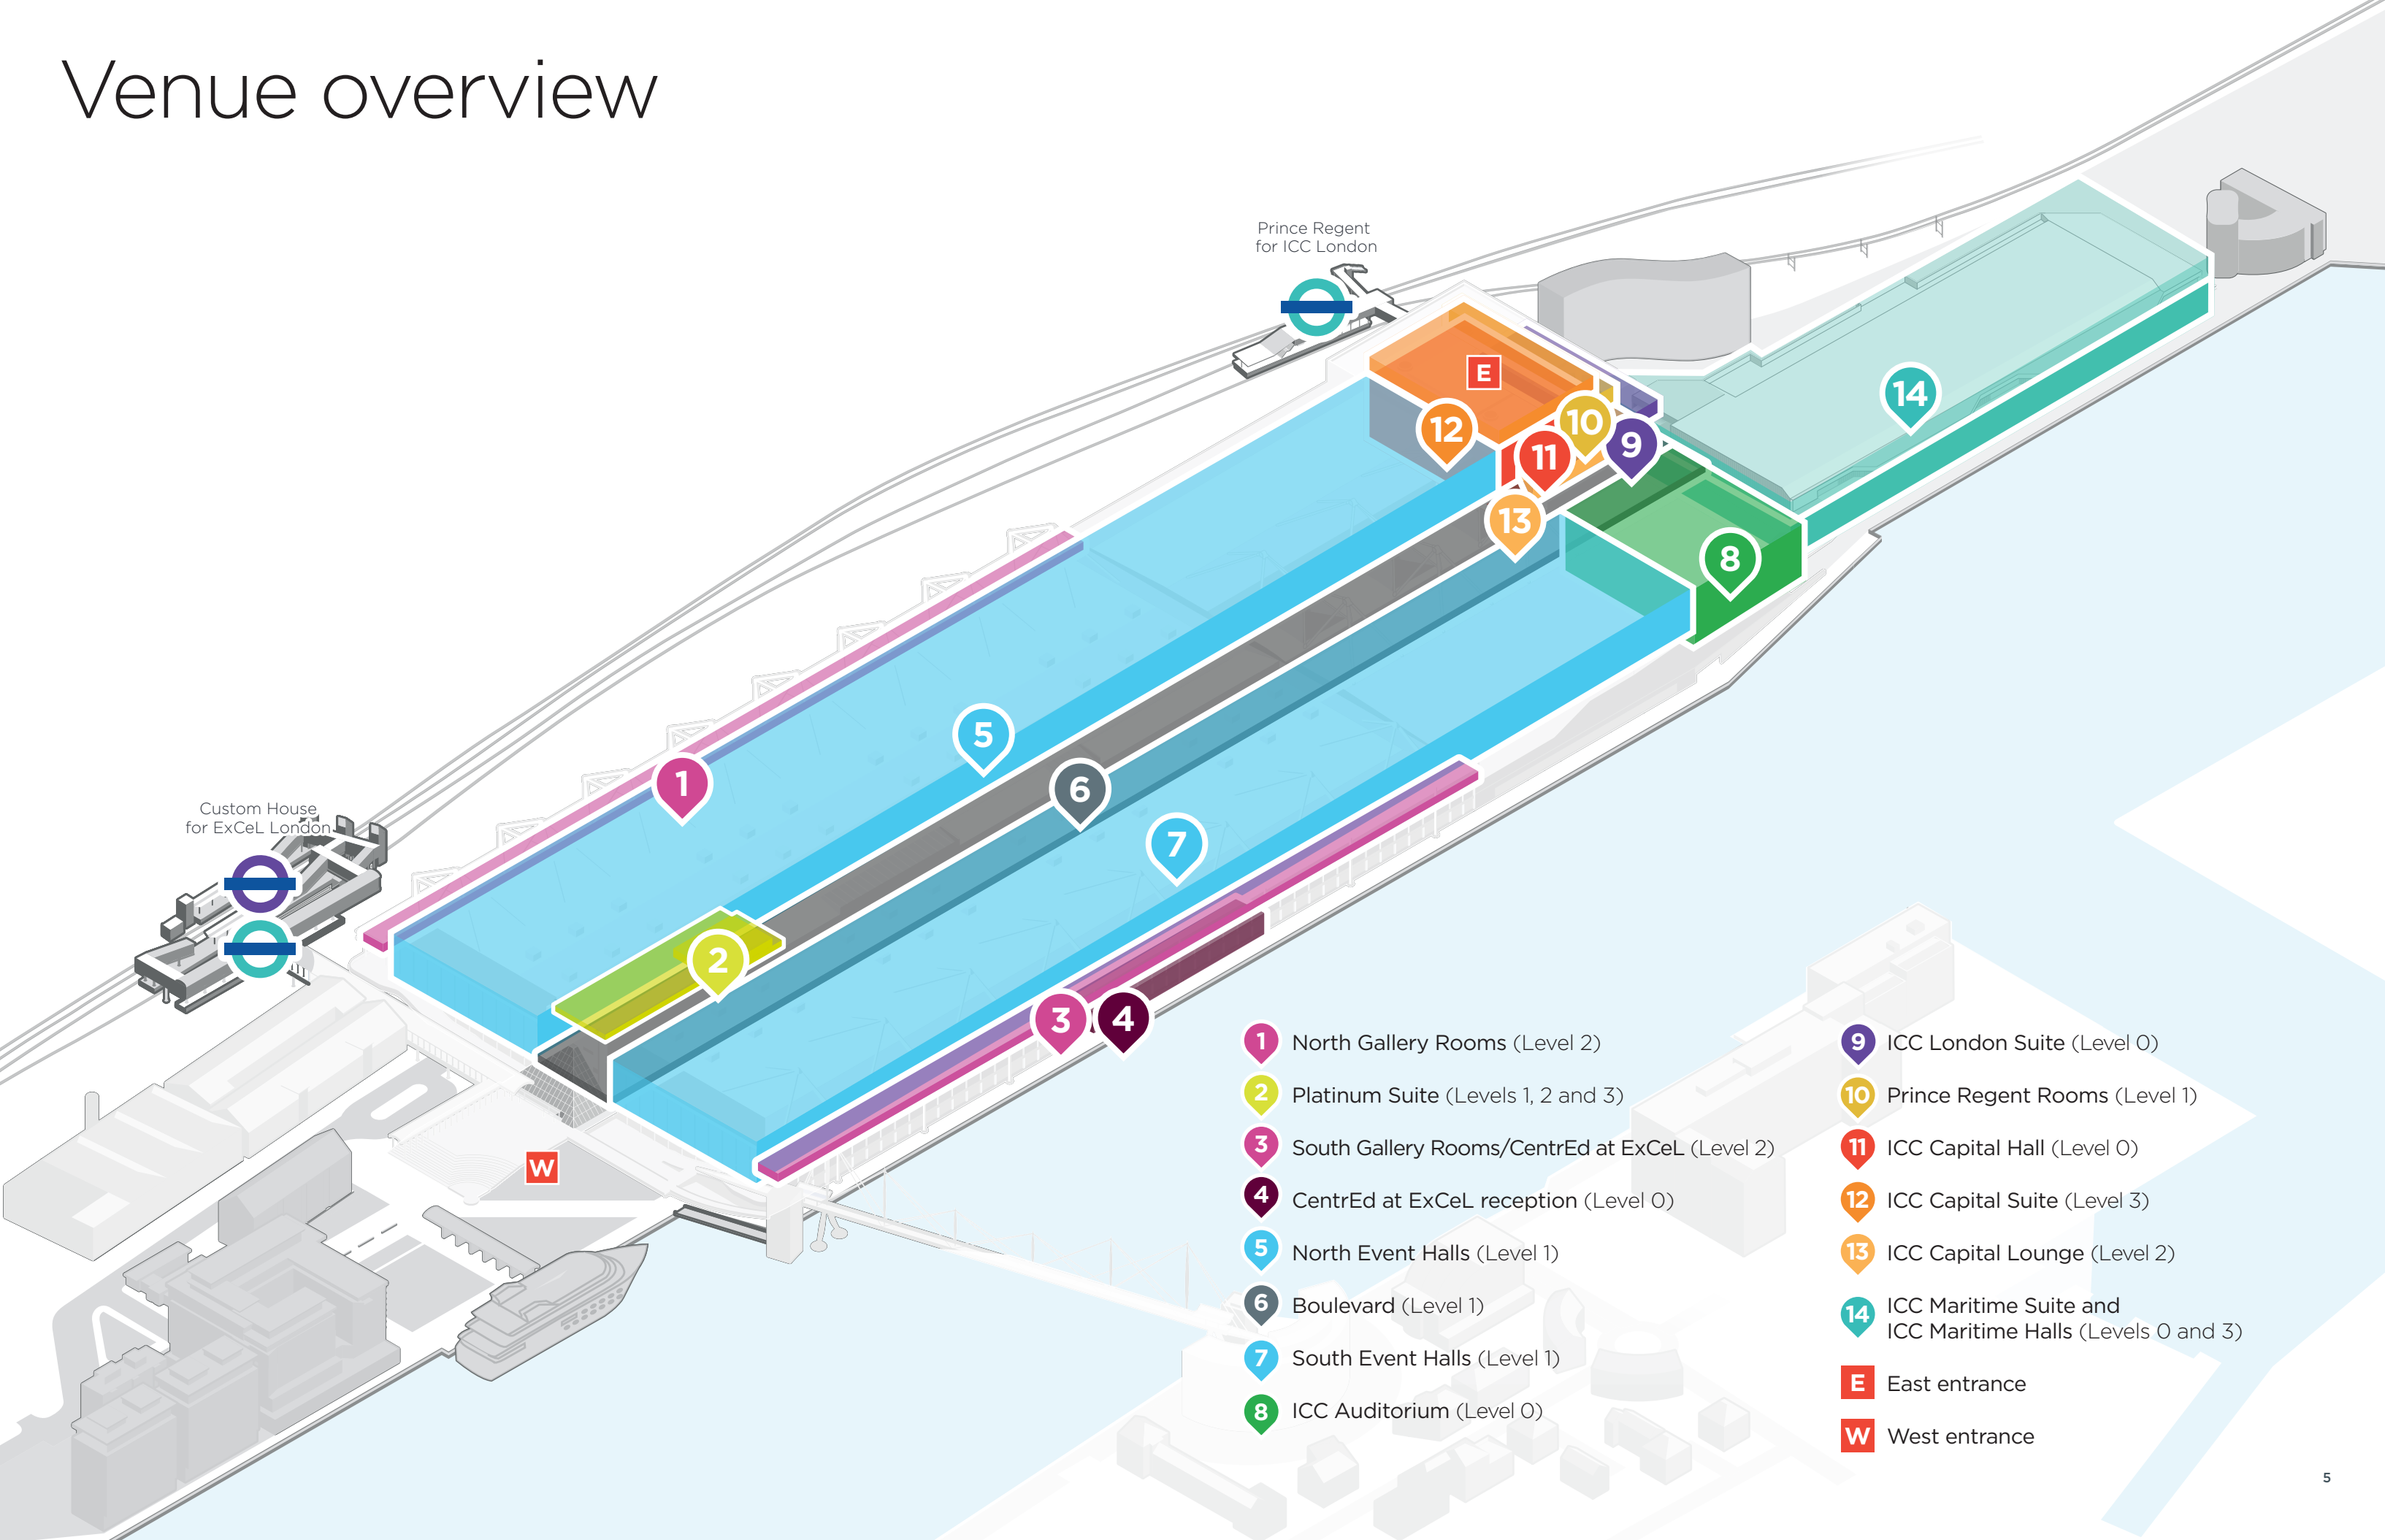 Venue overview
Prince Regent
for ICC London
E
14
12
10
11
9
13
8
5
1
6
7
Custom House
for ExCeL London
2
3
4
W
1 North Gallery Rooms (Level 2)
2 Platinum Suite (Levels 1, 2 and 3)
3 South Gallery Rooms/CentrEd at ExCeL (Level 2)
4 CentrEd at ExCeL reception (Level 0)
5 North Event Halls (Level 1)
6 Boulevard (Level 1)
7 South Event Halls (Level 1)
8 ICC Auditorium (Level 0)
9 ICC London Suite (Level 0)
10 Prince Regent Rooms (Level 1)
11 ICC Capital Hall (Level 0)
12 ICC Capital Suite (Level 3)
13 ICC Capital Lounge (Level 2)
14 ICC Maritime Suite and
ICC Maritime Halls (Levels 0 and 3)
E East entrance
W West entrance
5